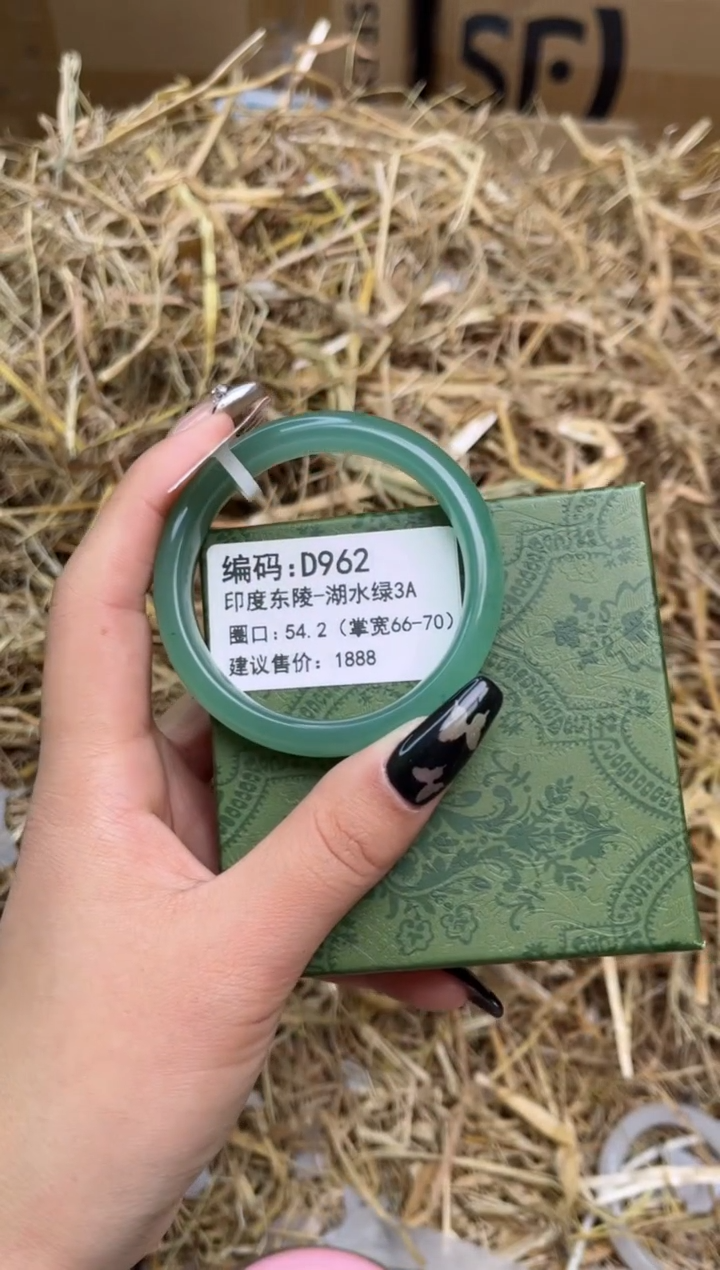 SF
编码:D962
印度东陵-湖水绿3A
圈口:54.2（掌宽66-70）
建议售价：1888